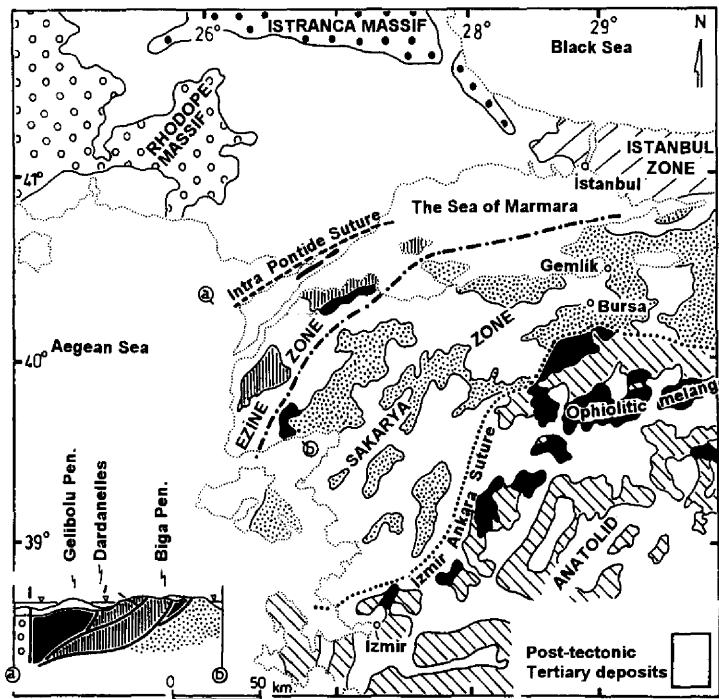 26°
28°
29°
ISTRANCA MASSIF
Black Sea
N
RHODOPE
MASSIF
ISTANBUL
ZONE
41°
İstanbul
The Sea of Marmara
Intra Pontide Suture
Gemlik
a
Bursa
Aegean Sea
40°
EZINE ZONE
SAKARYA ZONE
Ophiolitic melang
b
İzmir Ankara Suture
39°
ANATOLID
Gelibolu Pen.
Dardanelles
Biga Pen.
a
b
0 50 km
İzmir
Post-tectonic
Tertiary deposits